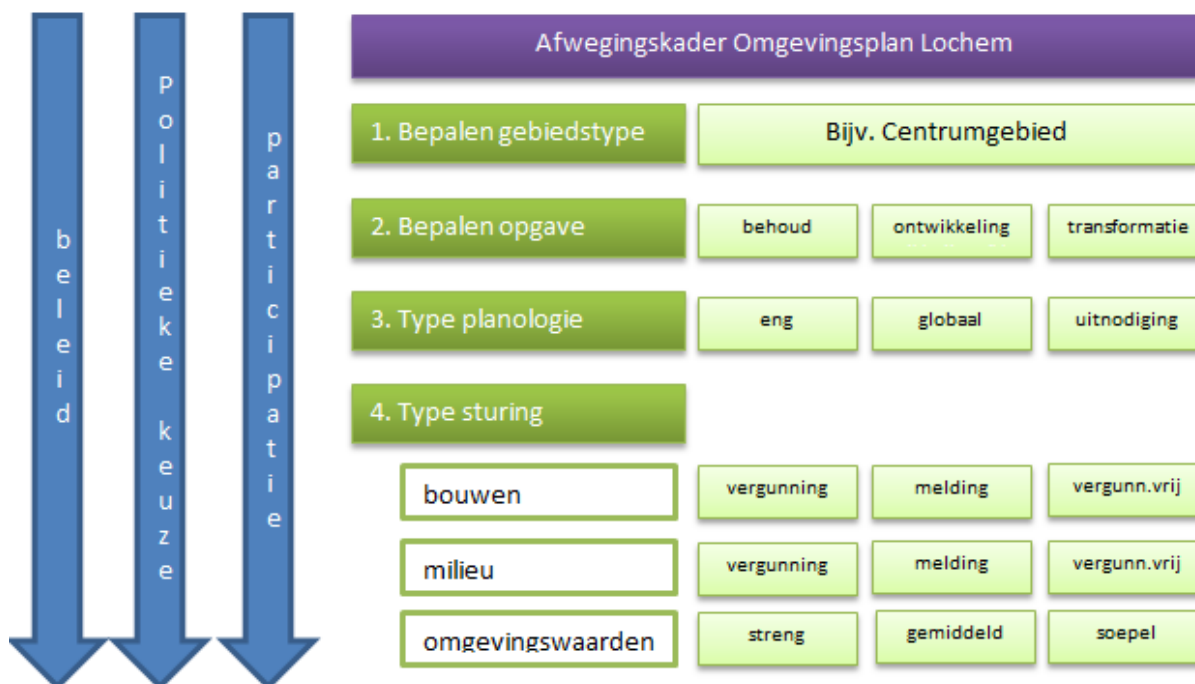 beleid
Politieke keuze
participatie
Afwegingskader Omgevingsplan Lochem
1. Bepalen gebiedstype
Bijv. Centrumgebied
2. Bepalen opgave
behoud
ontwikkeling
transformatie
3. Type planologie
eng
globaal
uitnodiging
4. Type sturing
bouwen
vergunning
melding
vergunn.vrij
milieu
vergunning
melding
vergunn.vrij
omgevingswaarden
streng
gemiddeld
soepel